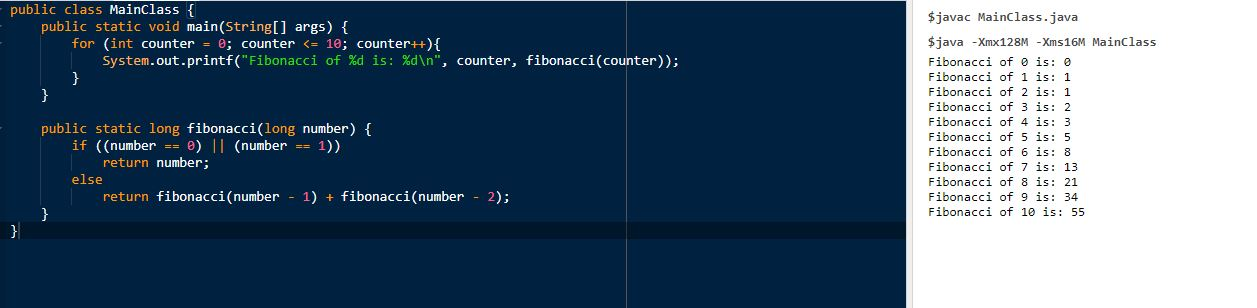 public class MainClass {
    public static void main(String[] args) {
        for (int counter = 0; counter <= 10; counter++){
            System.out.printf("Fibonacci of %d is: %d\n", counter, fibonacci(counter));
        }
    }

    public static long fibonacci(long number) {
        if ((number == 0) || (number == 1))
            return number;
        else
            return fibonacci(number - 1) + fibonacci(number - 2);
    }
}
$javac MainClass.java
$java -Xmx128M -Xms16M MainClass
Fibonacci of 0 is: 0
Fibonacci of 1 is: 1
Fibonacci of 2 is: 1
Fibonacci of 3 is: 2
Fibonacci of 4 is: 3
Fibonacci of 5 is: 5
Fibonacci of 6 is: 8
Fibonacci of 7 is: 13
Fibonacci of 8 is: 21
Fibonacci of 9 is: 34
Fibonacci of 10 is: 55